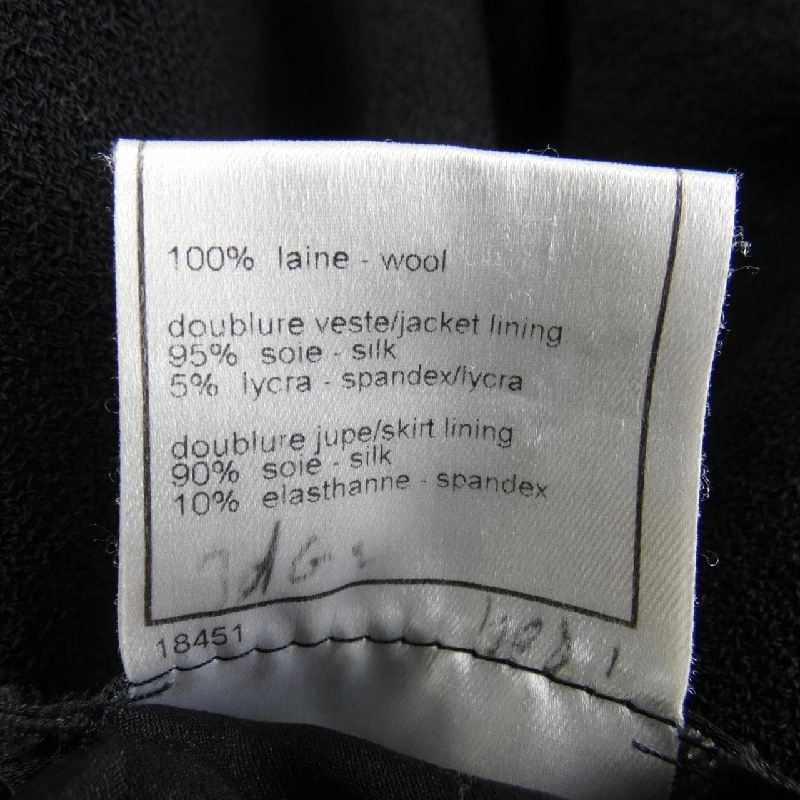 100% laine - wool
doublure veste/jacket lining
95% soie - silk
5% lycra - spandex/lycra
doublure jupe/skirt lining
90% soie - silk
10% elasthanne - spandex
18451